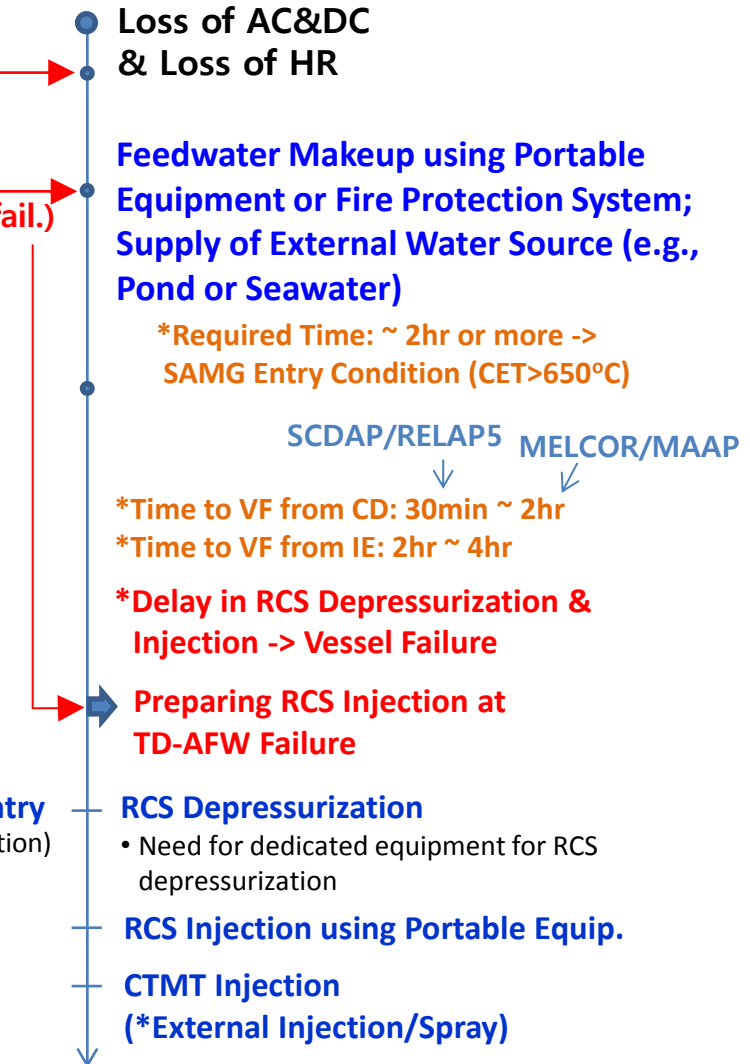 Loss of AC&DC
& Loss of HR
Feedwater Makeup using Portable
Equipment or Fire Protection System;
fail.)
Supply of External Water Source (e.g.,
Pond or Seawater)
*Required Time: ~ 2hr or more ->
SAMG Entry Condition (CET>650°C)
SCDAP/RELAP5 MELCOR/MAAP
*Time to VF from CD: 30min ~ 2hr
*Time to VF from IE: 2hr ~ 4hr
*Delay in RCS Depressurization &
Injection -> Vessel Failure
Preparing RCS Injection at
TD-AFW Failure
ntry RCS Depressurization
tion) • Need for dedicated equipment for RCS
depressurization
RCS Injection using Portable Equip.
CTMT Injection
(*External Injection/Spray)